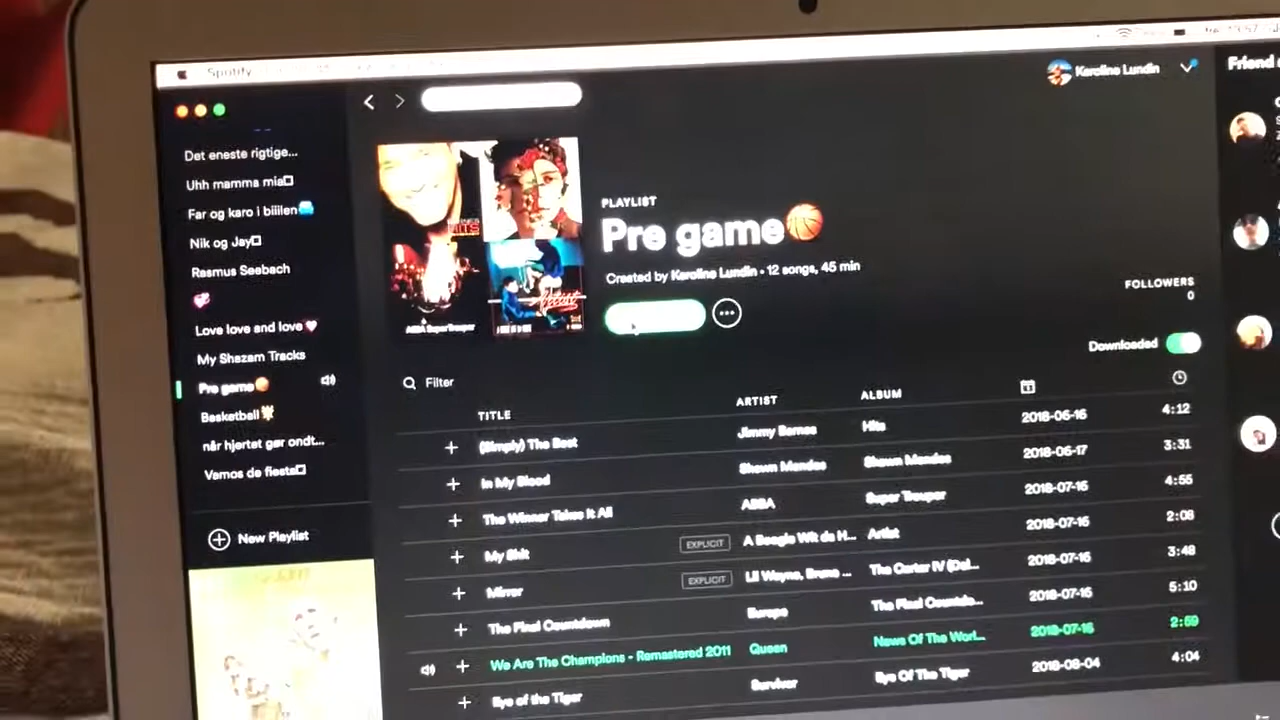 Spotify
Karoline Lundin
Friend
Det eneste rigtige...
Uhh mamma mia
Far og karo i biiilen
Nik og Jay
Rasmus Seebach
Love love and love
My Shazam Tracks
Pre game
Basketball
når hjertet gør ondt...
Vamos de fiesta
New Playlist
HITS
ABBA Super Trouper
PLAYLIST
Pre game🏀
Created by Karoline Lundin • 12 songs, 45 min
FOLLOWERS
0
Downloaded
Filter
TITLE ARTIST ALBUM
(Simply) The Best Jimmy Barnes Hits 2018-06-16 4:12
In My Blood Shawn Mendes Shawn Mendes 2018-06-17 3:31
The Winner Takes It All ABBA Super Trouper 2018-07-16 4:55
My Shit EXPLICIT A Boogie Wit da H... Artist 2018-07-16 2:08
Mirror EXPLICIT Lil Wayne, Bruno ... The Carter IV (Del... 2018-07-16 3:48
The Final Countdown Europe The Final Countdo... 2018-07-16 5:10
We Are The Champions - Remastered 2011 Queen News Of The Worl... 2018-07-16 2:59
Eye of the Tiger Survivor Eye Of The Tiger 2018-08-04 4:04